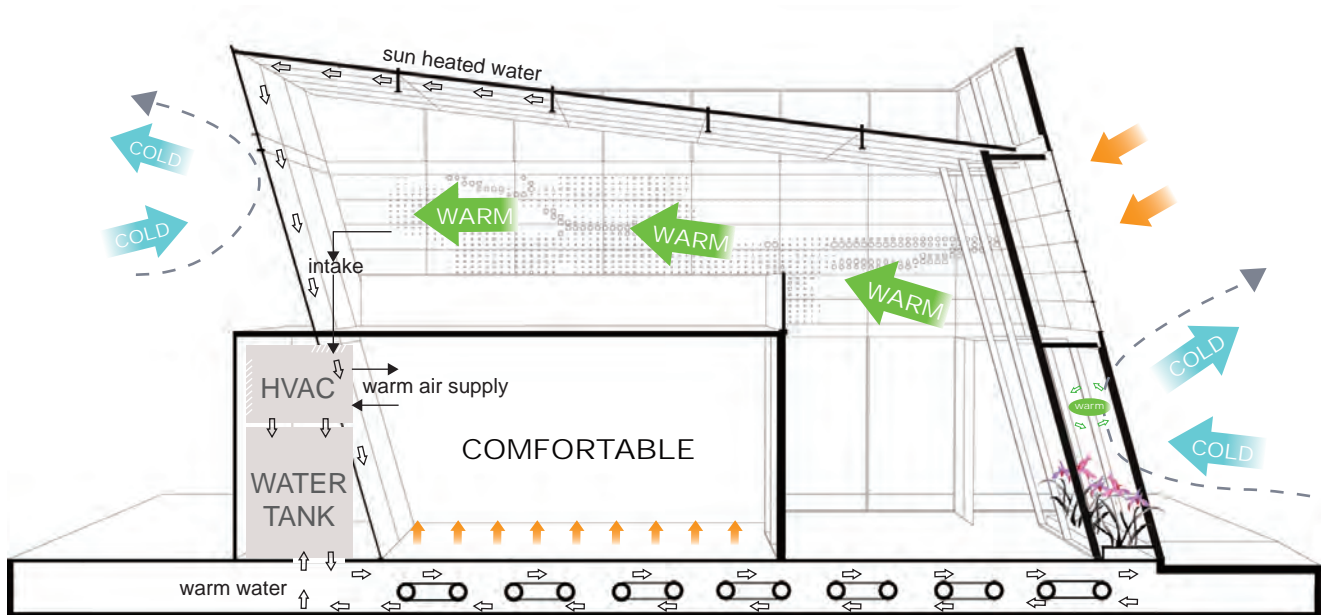 sun heated water
COLD
COLD
WARM
WARM
WARM
intake
HVAC
warm air supply
COMFORTABLE
WATER
TANK
warm water
COLD
warm
COLD